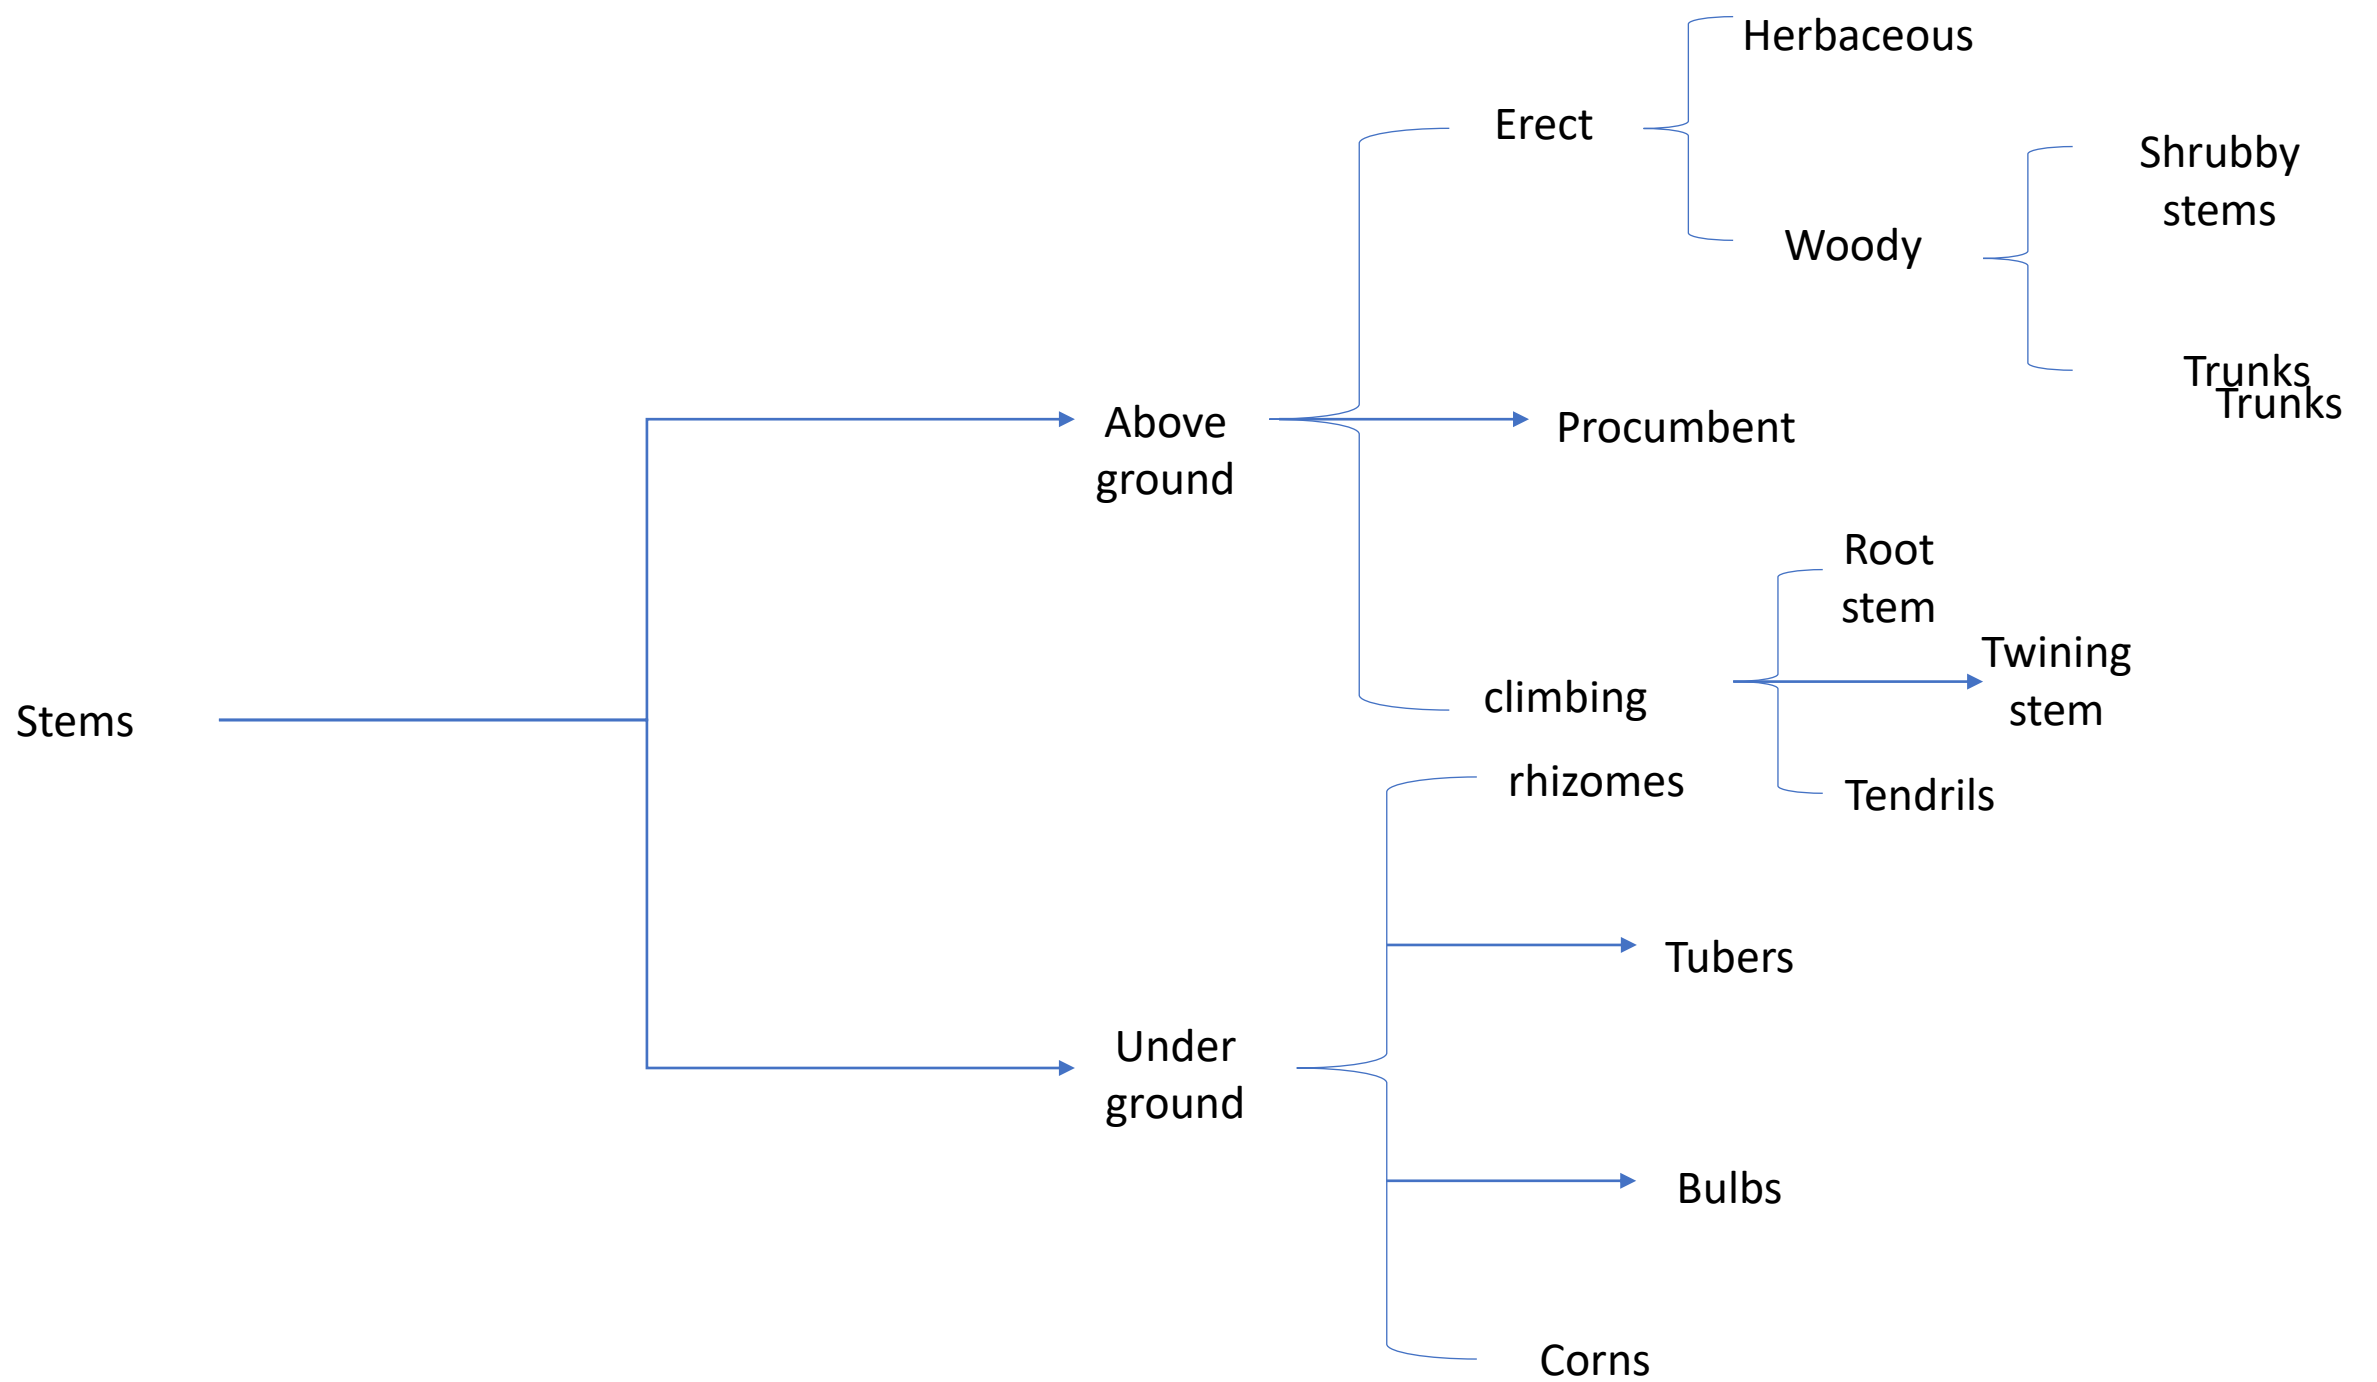 Herbaceous
Erect
Shrubby
stems
Woody
Trunks
Trunks
Above
ground
Procumbent
Root
stem
Twining
stem
climbing
Tendrils
Stems
rhizomes
Tubers
Under
ground
Bulbs
Corns